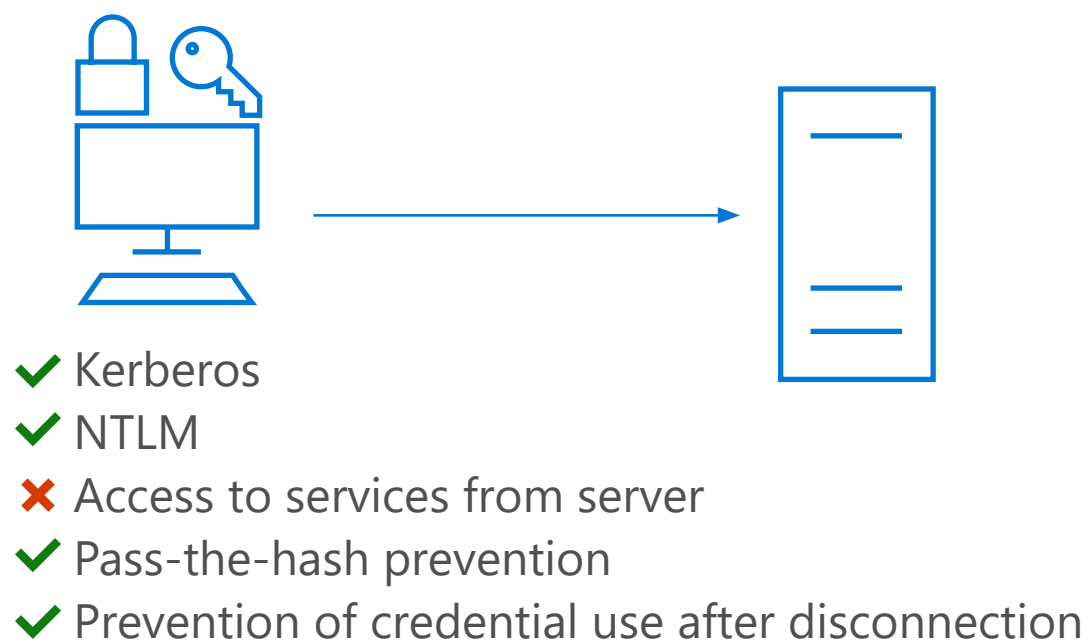 Kerberos
NTLM
Access to services from server
Pass-the-hash prevention
Prevention of credential use after disconnection